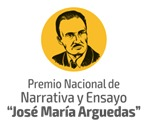 Premio Nacional de
Narrativa y Ensayo
“José María Arguedas”